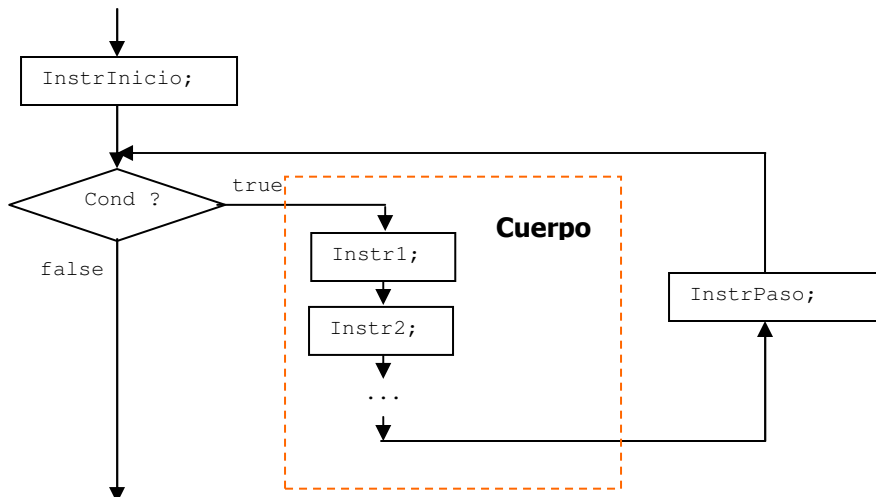 InstrInicio;
Cond ?
true
false
Cuerpo
Instr1;
Instr2;
...
InstrPaso;